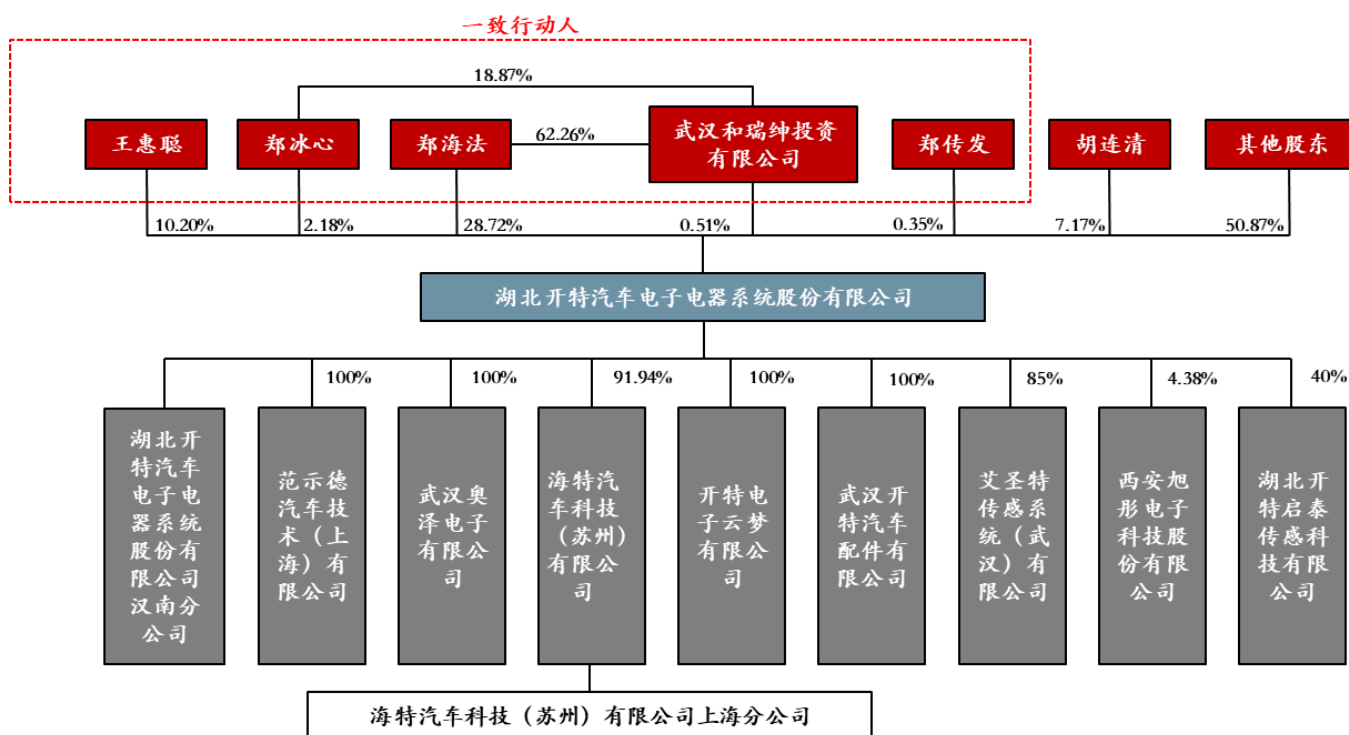 一致行动人
18.87%
王惠聪
郑冰心
郑海法
62.26%
武汉和瑞绅投资
有限公司
郑传发
胡连清
其他股东
10.20%
2.18%
28.72%
0.51%
0.35%
7.17%
50.87%
湖北开特汽车电子电器系统股份有限公司
100%
100%
91.94%
100%
100%
85%
4.38%
40%
湖北开
特汽车
电子电
器系统
股份有
限公司
汉南分
公司
范示德
汽车技
术（上
海）有
限公司
武汉奥
泽电子
有限公
司
海特汽
车科技
（苏州）
有限公
司
开特电
子云梦
有限公
司
武汉开
特汽车
配件有
限公司
艾圣特
传感系
统（武
汉）有
限公司
西安旭
彤电子
科技股
份有限
公司
湖北开
特启泰
传感科
技有限
公司
海特汽车科技（苏州）有限公司上海分公司